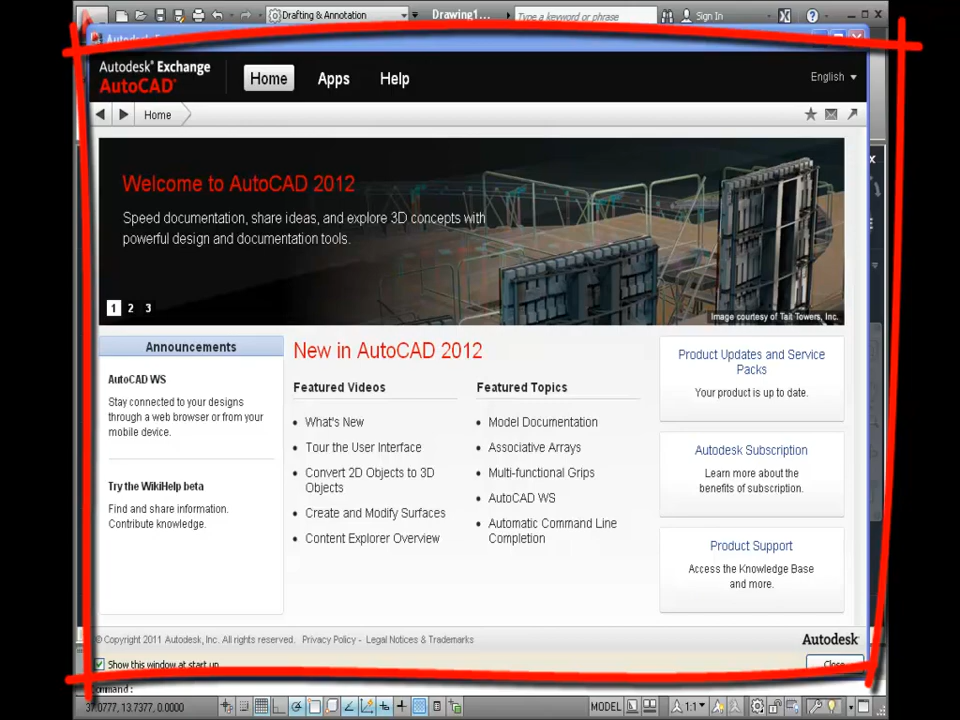 Drafting & Annotation
Drawing1...
Type a keyword or phrase
Sign In
Autodesk Exchange
AutoCAD
Home
Apps
Help
English
Home
Welcome to AutoCAD 2012
Speed documentation, share ideas, and explore 3D concepts with
powerful design and documentation tools.
1 2 3
Image courtesy of Tait Towers, Inc.
Announcements
AutoCAD WS
Stay connected to your designs
through a web browser or from your
mobile device.
Try the WikiHelp beta
Find and share information.
Contribute knowledge.
New in AutoCAD 2012
Featured Videos
What's New
Tour the User Interface
Convert 2D Objects to 3D
Objects
Create and Modify Surfaces
Content Explorer Overview
Featured Topics
Model Documentation
Associative Arrays
Multi-functional Grips
AutoCAD WS
Automatic Command Line
Completion
Product Updates and Service
Packs
Your product is up to date.
Autodesk Subscription
Learn more about the
benefits of subscription.
Product Support
Access the Knowledge Base
and more.
© Copyright 2011 Autodesk, Inc. All rights reserved. Privacy Policy - Legal Notices & Trademarks
Autodesk
Show this window at start up
Close
Command:
37.0777, 13.7377, 0.0000
MODEL
1:1